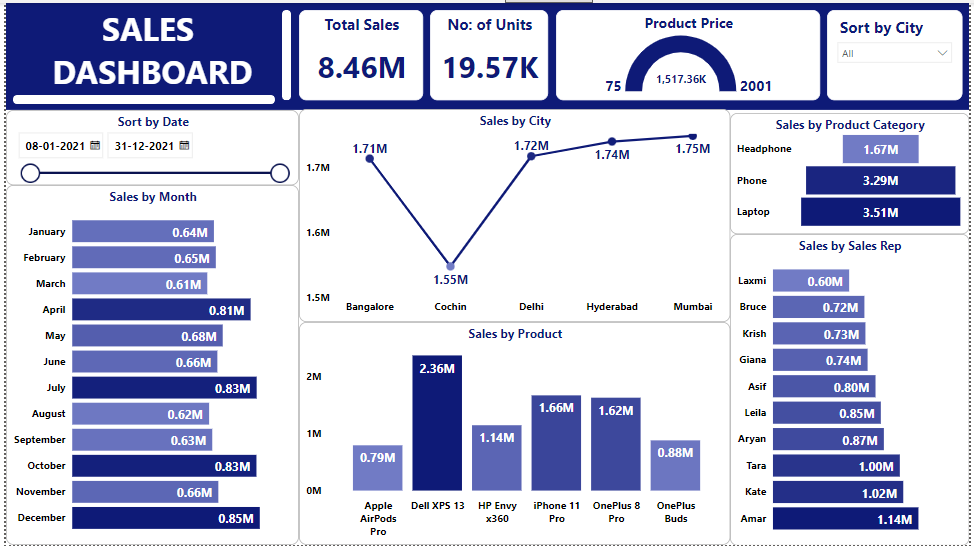 SALES
DASHBOARD
Total Sales
8.46M
No: of Units
19.57K
Product Price
1,517.36K
75
2001
Sort by City
All
Sort by Date
08-01-2021
31-12-2021
Sales by Month
January 0.64M
February 0.65M
March 0.61M
April 0.81M
May 0.68M
June 0.66M
July 0.83M
August 0.62M
September 0.63M
October 0.83M
November 0.66M
December 0.85M
Sales by City
1.7M
1.6M
1.5M
1.71M
1.55M
1.72M
1.74M
1.75M
Bangalore Cochin Delhi Hyderabad Mumbai
Sales by Product
2M
1M
0M
0.79M
2.36M
1.14M
1.66M
1.62M
0.88M
Apple AirPods Pro
Dell XPS 13
HP Envy x360
iPhone 11 Pro
OnePlus 8 Pro
OnePlus Buds
Sales by Product Category
Headphone 1.67M
Phone 3.29M
Laptop 3.51M
Sales by Sales Rep
Laxmi 0.60M
Bruce 0.72M
Krish 0.73M
Giana 0.74M
Asif 0.80M
Leila 0.85M
Aryan 0.87M
Tara 1.00M
Kate 1.02M
Amar 1.14M